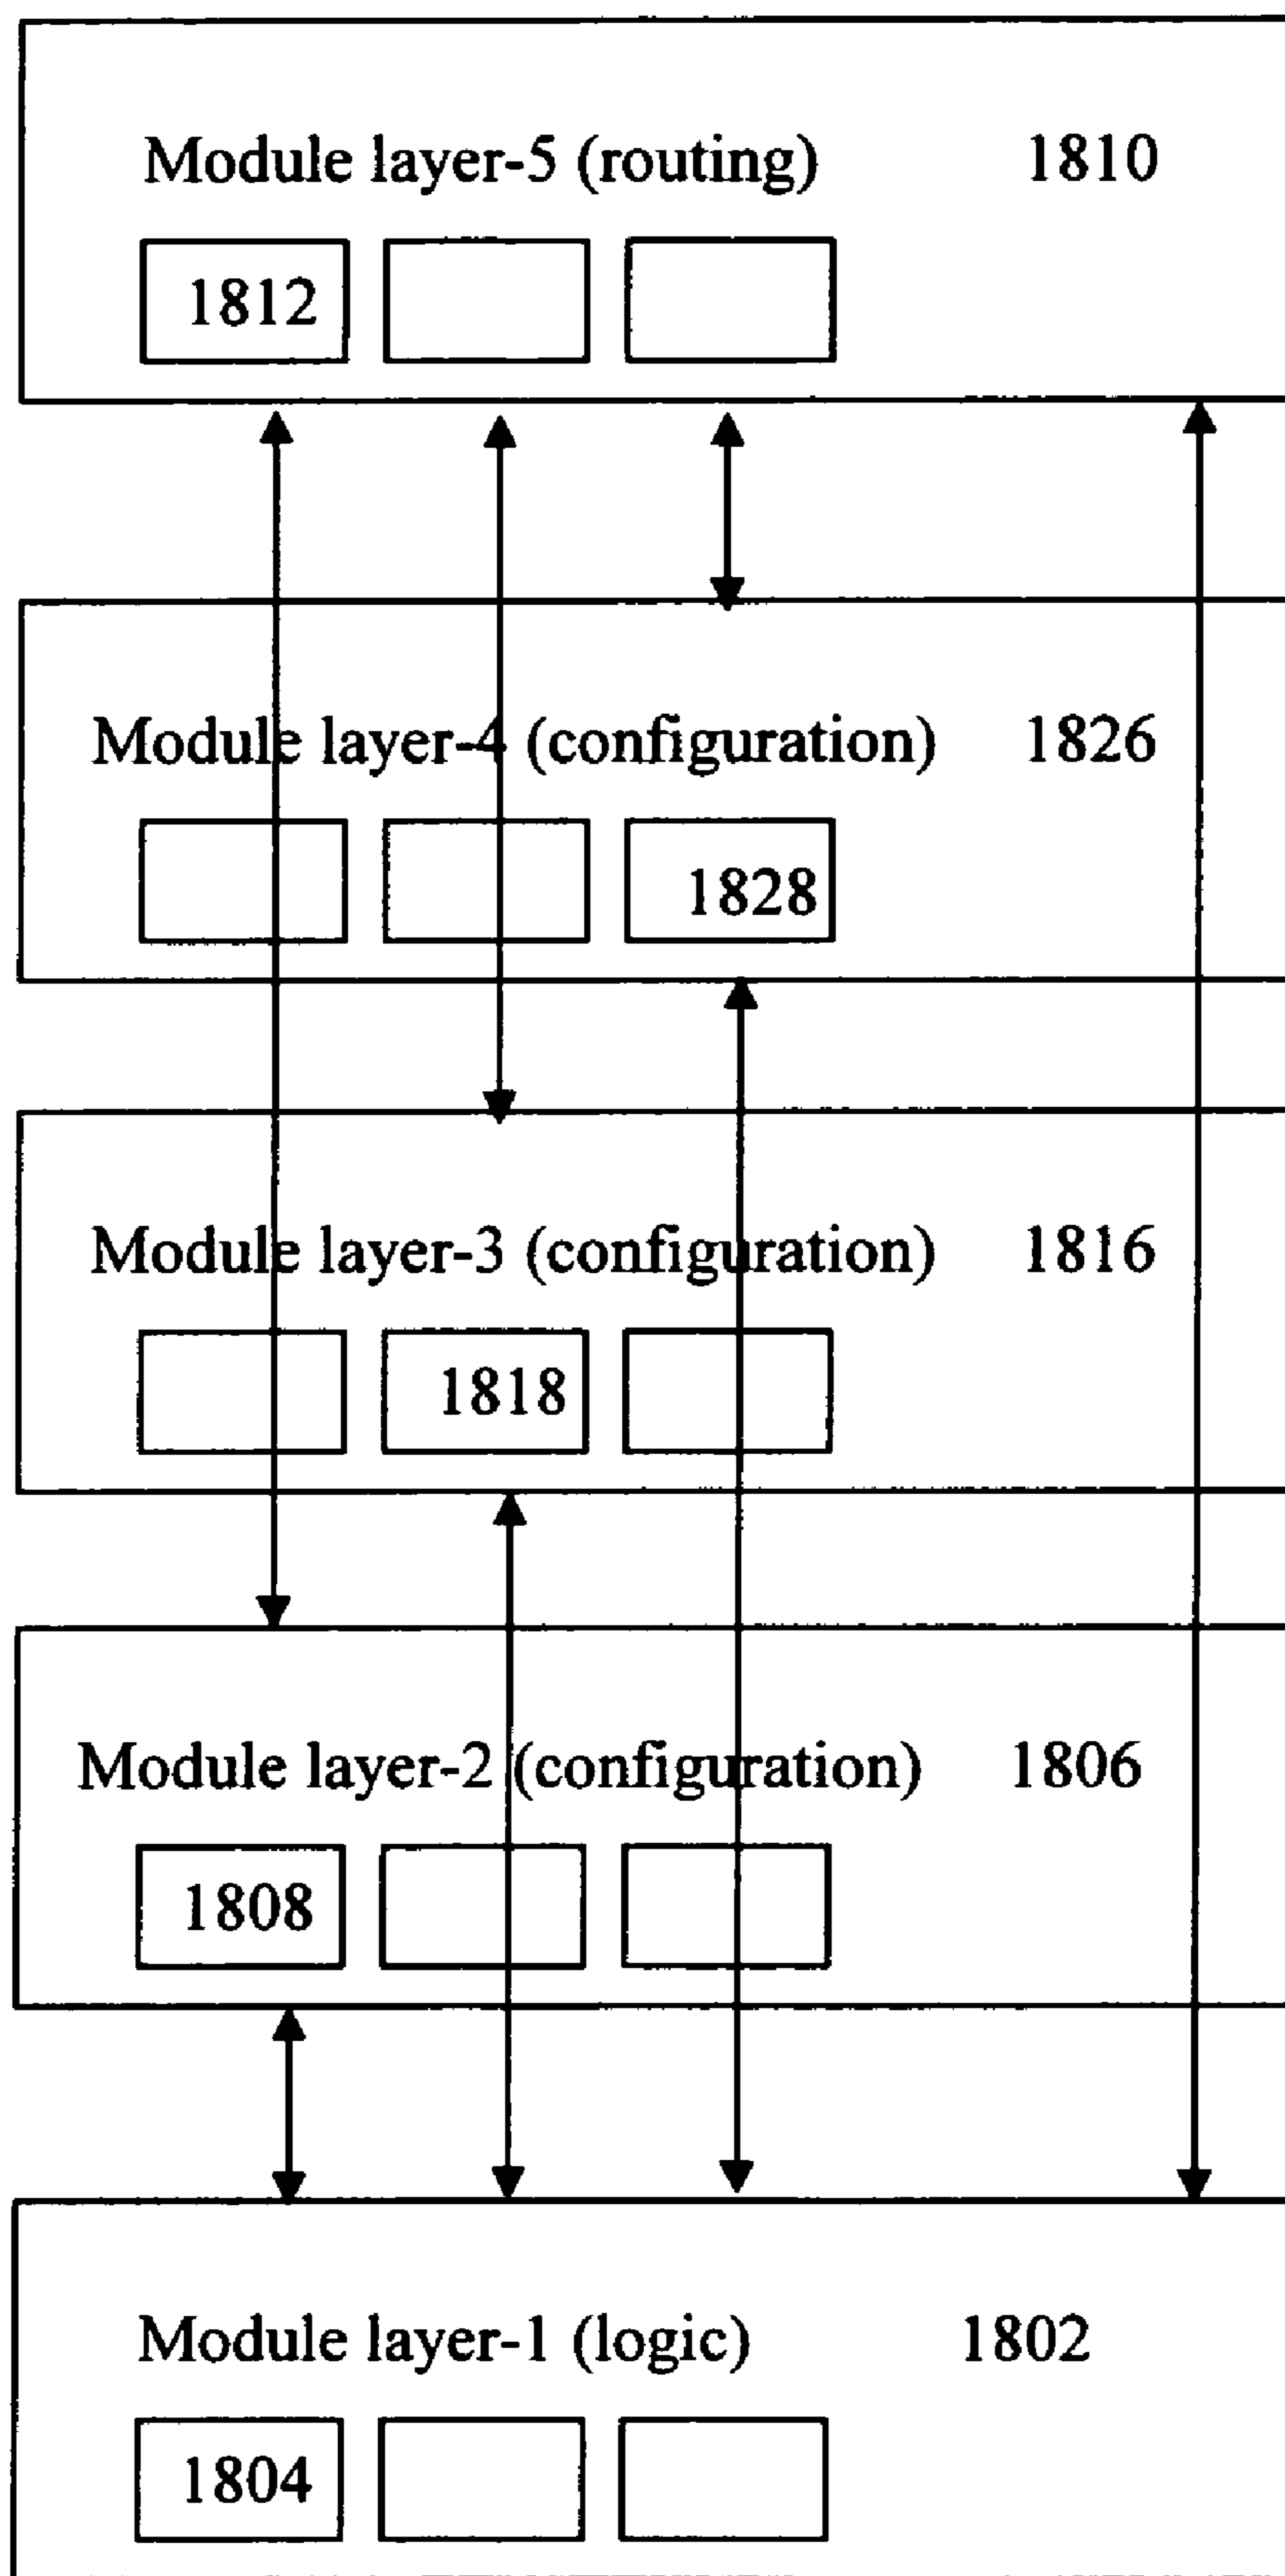 Module layer-5 (routing) 1810
1812
Module layer-4 (configuration) 1826
1828
Module layer-3 (configuration) 1816
1818
Module layer-2 (configuration) 1806
1808
Module layer-1 (logic) 1802
1804